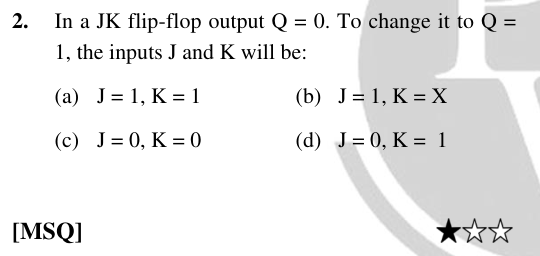 2. In a JK flip-flop output Q = 0. To change it to Q =
1, the inputs J and K will be:
(a) J = 1, K = 1 (b) J = 1, K = X
(c) J = 0, K = 0 (d) J = 0, K = 1
[MSQ] ★☆☆